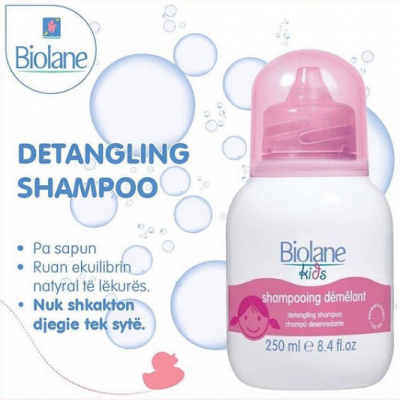 Biolane
DETANGLING
SHAMPOO
• Pa sapun
• Ruan ekuilibrin
natyral të lëkurës.
• Nuk shkakton
djegie tek sytë.
Biolane
kids
shampooing démêlant
detangling shampoo
champú desenredante
250 ml e 8.4 fl.oz